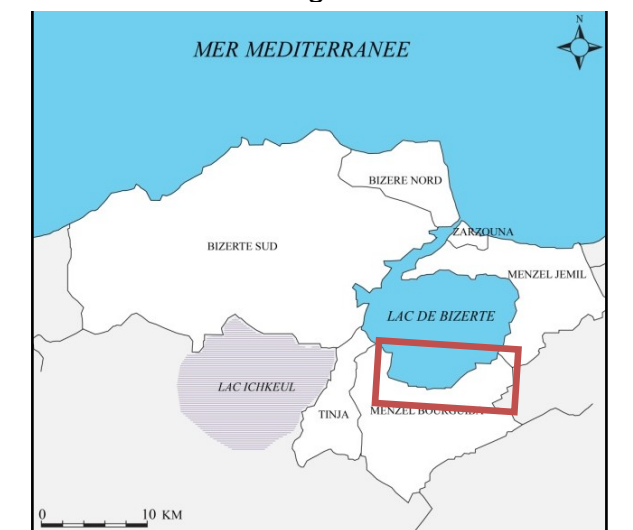 N
MER MEDITERRANEE
BIZERE NORD
ZARZOUNA
BIZERTE SUD
MENZEL JEMIL
LAC DE BIZERTE
LAC ICHKEUL
TINJA
MENZEL BOURGUIBA
0 10 KM